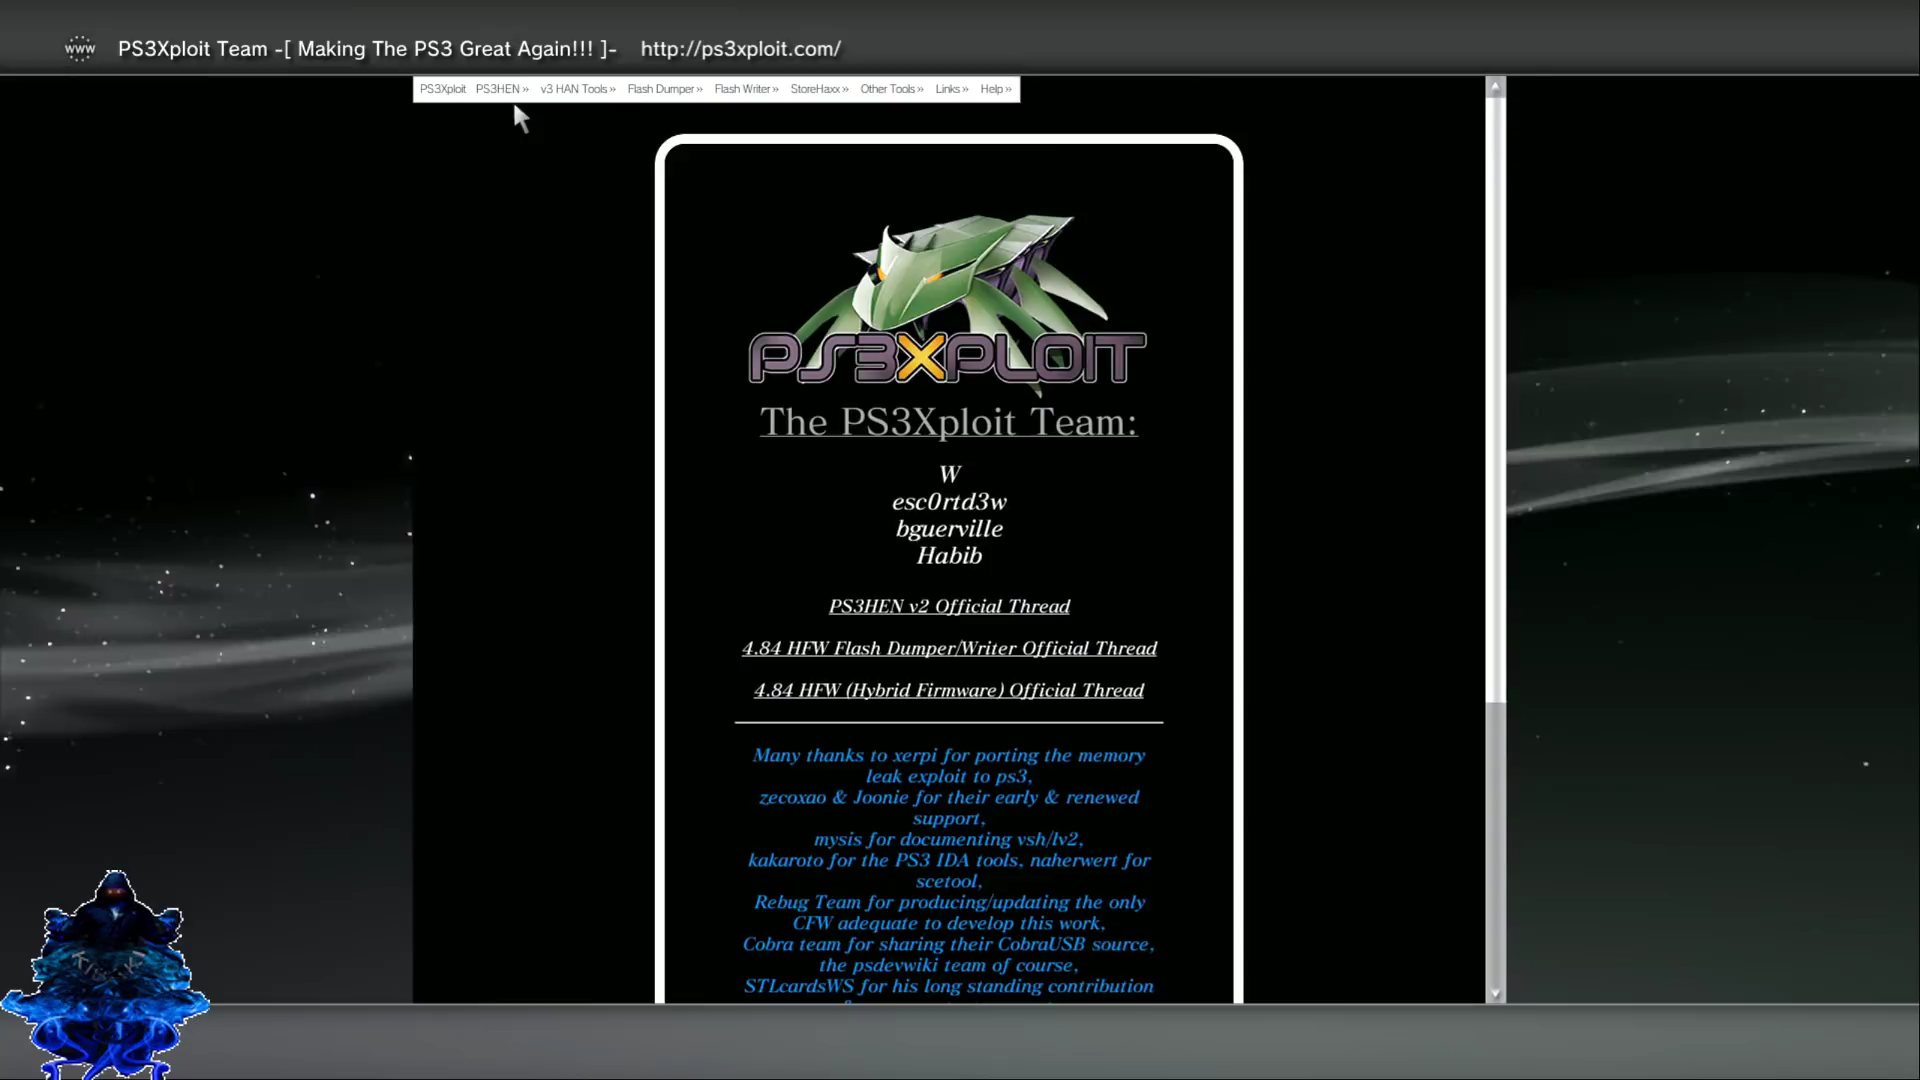 PS3Xploit Team -[ Making The PS3 Great Again!!! ]- http://ps3xploit.com/
PS3Xploit PS3HEN » v3 HAN Tools » Flash Dumper » Flash Writer » StoreHaxx » Other Tools » Links » Help »
PS3XPLOIT
The PS3Xploit Team:
W
esc0rtd3w
bguerville
Habib
PS3HEN v2 Official Thread
4.84 HFW Flash Dumper/Writer Official Thread
4.84 HFW (Hybrid Firmware) Official Thread
Many thanks to xerpi for porting the memory
leak exploit to ps3,
zecoxao & Joonie for their early & renewed
support,
mysis for documenting vsh/lv2,
kakaroto for the PS3 IDA tools, naherwert for
scetool,
Rebug Team for producing/updating the only
CFW adequate to develop this work,
Cobra team for sharing their CobraUSB source,
the psdevwiki team of course,
STLcardsWS for his long standing contribution